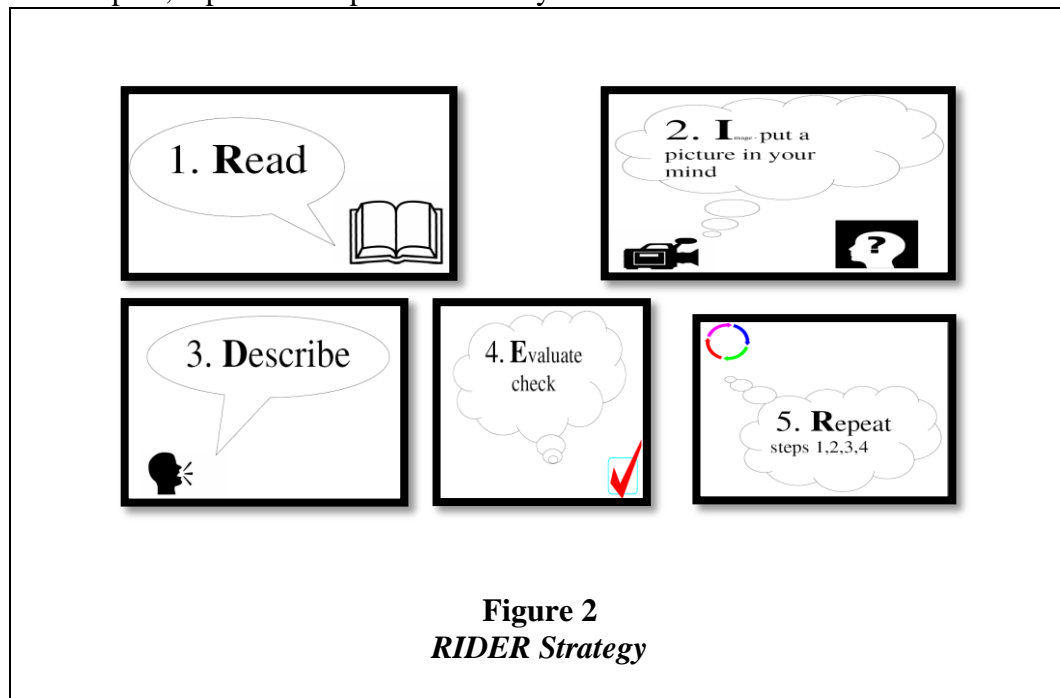 1. Read
2. Image - put a
picture in your
mind
?
3. Describe
4. Evaluate
check
5. Repeat
steps 1,2,3,4
Figure 2
RIDER Strategy